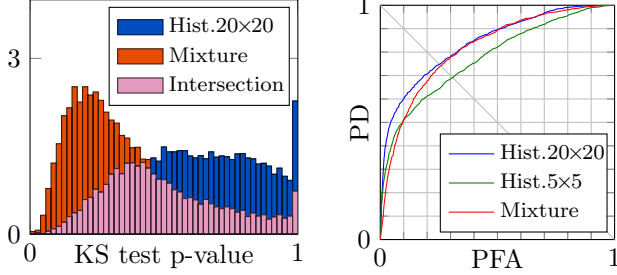 3
0
Hist.20×20
Mixture
Intersection
0
KS test p-value
1
1
PD
0
Hist.20×20
Hist.5×5
Mixture
0
PFA
1